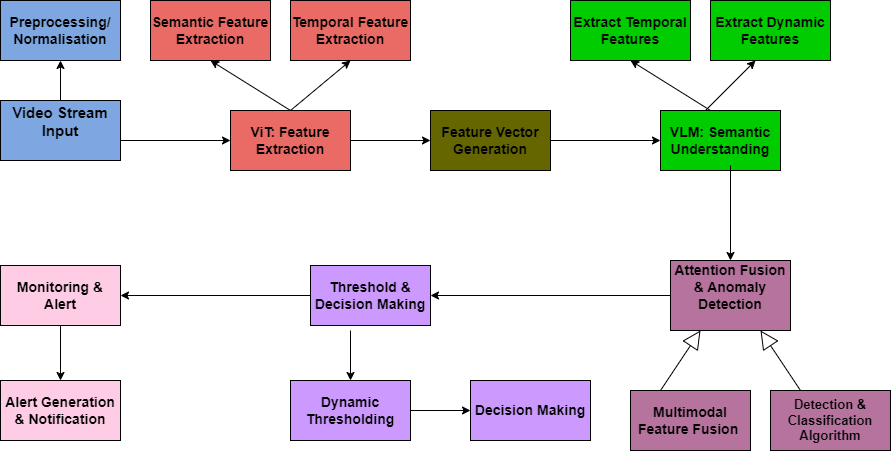 Preprocessing/
Normalisation
Semantic Feature
Extraction
Temporal Feature
Extraction
Extract Temporal
Features
Extract Dynamic
Features
Video Stream
Input
ViT: Feature
Extraction
Feature Vector
Generation
VLM: Semantic
Understanding
Monitoring &
Alert
Threshold &
Decision Making
Attention Fusion
& Anomaly
Detection
Alert Generation
& Notification
Dynamic
Thresholding
Decision Making
Multimodal
Feature Fusion
Detection &
Classification
Algorithm